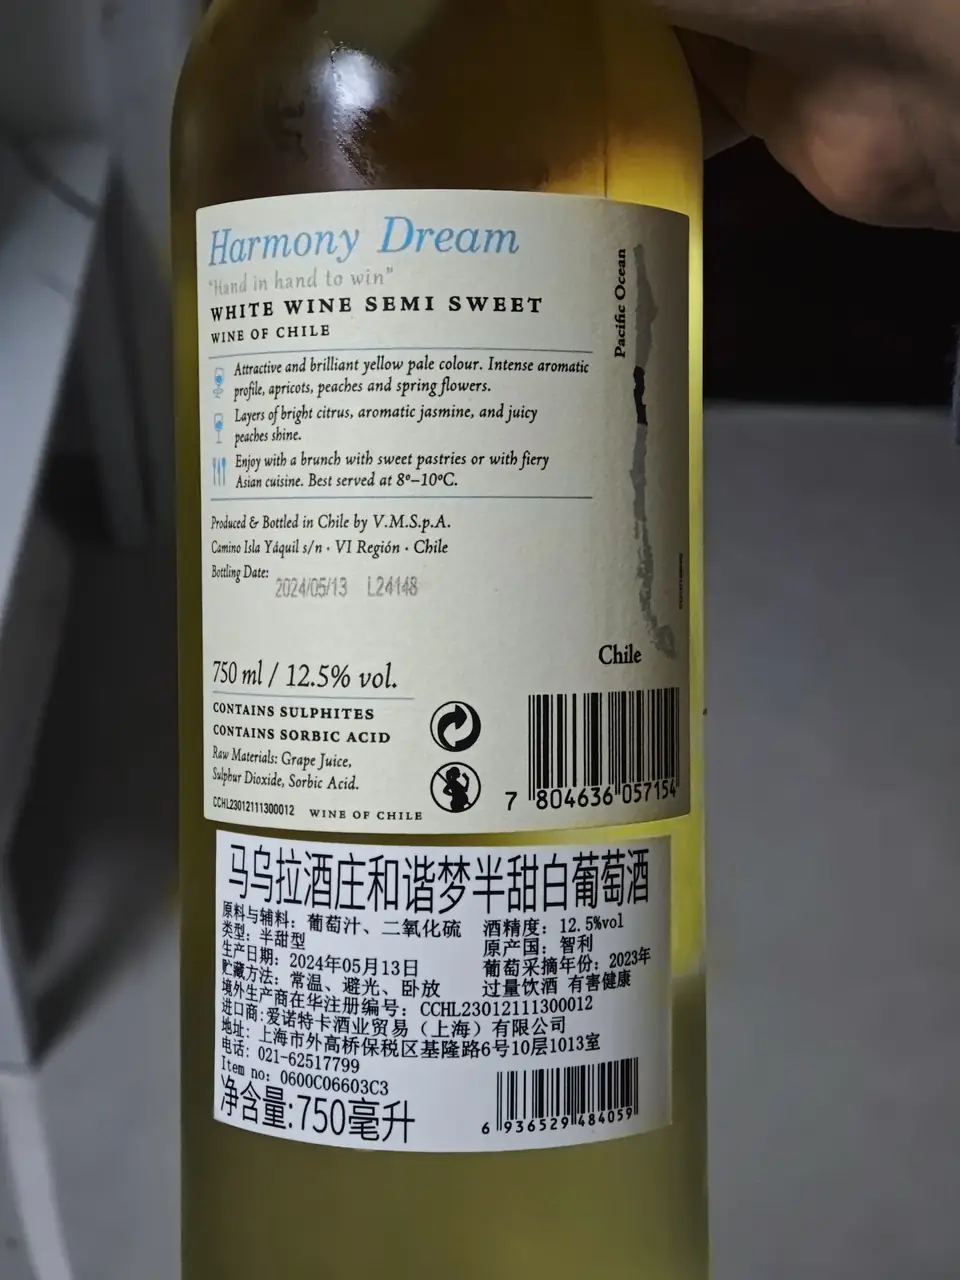 Harmony Dream
"Hand in hand to win"
WHITE WINE SEMI SWEET
WINE OF CHILE
Attractive and brilliant yellow pale colour. Intense aromatic
profile, apricots, peaches and spring flowers.
Layers of bright citrus, aromatic jasmine, and juicy
peaches shine.
Enjoy with a brunch with sweet pastries or with fiery
Asian cuisine. Best served at 8º–10ºC.
Produced & Bottled in Chile by V.M.S.p.A.
Camino Isla Yáquil s/n · VI Región · Chile
Bottling Date: 2024/05/13 L24148
Pacific Ocean
Chile
750 ml / 12.5% vol.
CONTAINS SULPHITES
CONTAINS SORBIC ACID
Raw Materials: Grape Juice,
Sulphur Dioxide, Sorbic Acid.
CCHL23012111300012 WINE OF CHILE
7 804636 057154
马乌拉酒庄和谐梦半甜白葡萄酒
原料与辅料：葡萄汁、二氧化硫
类型：半甜型
生产日期：2024年05月13日
贮藏方法：常温、避光、卧放
酒精度：12.5%vol
原产国：智利
葡萄采摘年份：2023年
过量饮酒 有害健康
境外生产商在华注册编号：CCHL23012111300012
进口商:爱诺特卡酒业贸易（上海）有限公司
地址：上海市外高桥保税区基隆路6号10层1013室
电话：021-62517799
Item no: 0600C06603C3
净含量:750毫升
6 936529 484059